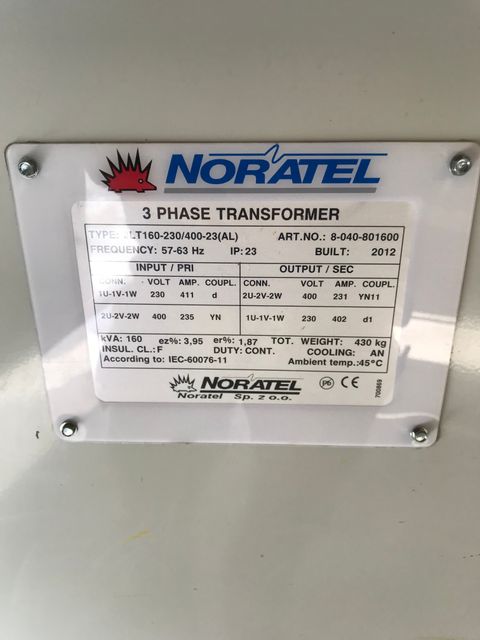 NORATEL
3 PHASE TRANSFORMER
TYPE: LT160-230/400-23(AL) ART.NO.: 8-040-801600
FREQUENCY: 57-63 Hz IP:23 BUILT: 2012
INPUT / PRI OUTPUT / SEC
CONN. VOLT AMP. COUPL. CONN. VOLT AMP. COUPL.
1U-1V-1W 230 411 d 2U-2V-2W 400 231 YN11
2U-2V-2W 400 235 YN 1U-1V-1W 230 402 d1
kVA: 160 ez%: 3,95 er%: 1,87 TOT. WEIGHT: 430 kg
INSUL. CL.: F DUTY: CONT. COOLING: AN
According to: IEC-60076-11 Ambient temp.:45°C
NORATEL
Noratel Sp. z o.o.
CE
700869